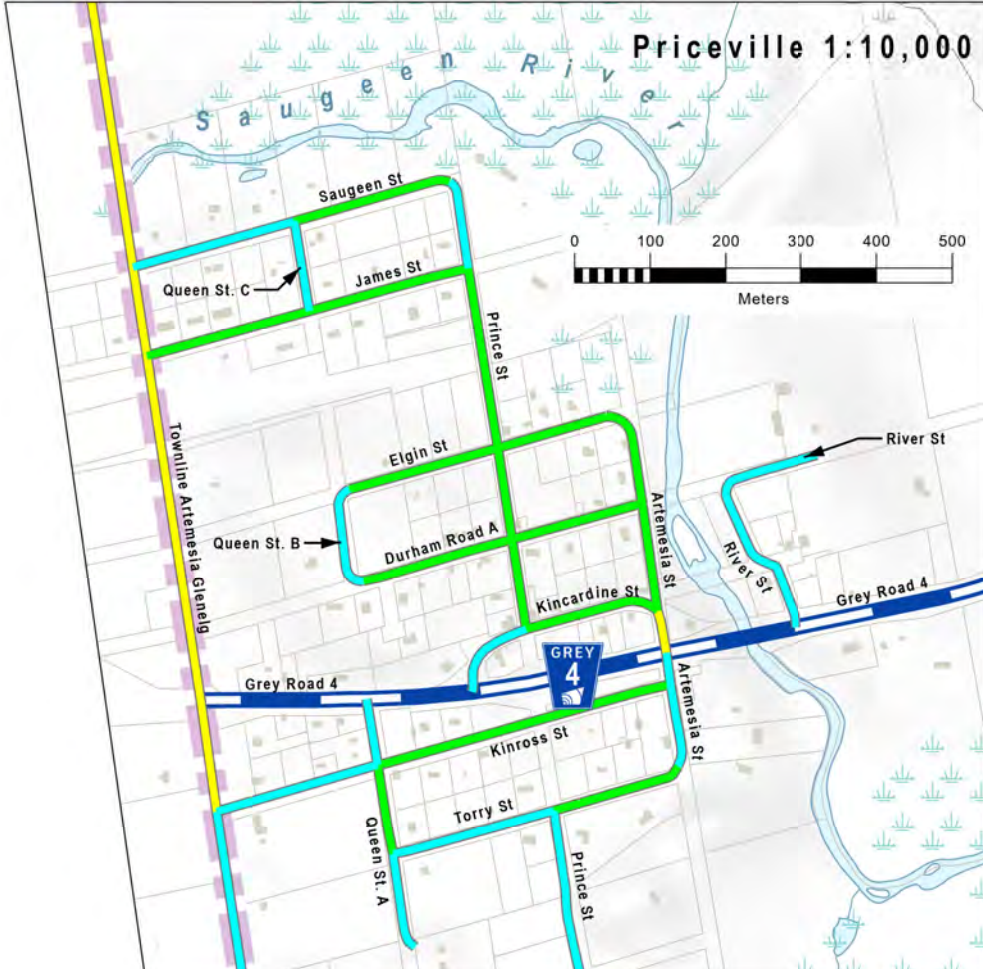 Priceville 1:10,000
Saugeen River
Saugeen St
0 100 200 300 400 500
Meters
Queen St. C
James St
Prince St
Townline Artemesia Glenelg
Elgin St
River St
Queen St. B
Durham Road A
Artemesia St
River St
Kincardine St
Grey Road 4
GREY
4
Grey Road 4
Artemesia St
Kinross St
Torry St
Queen St. A
Prince St